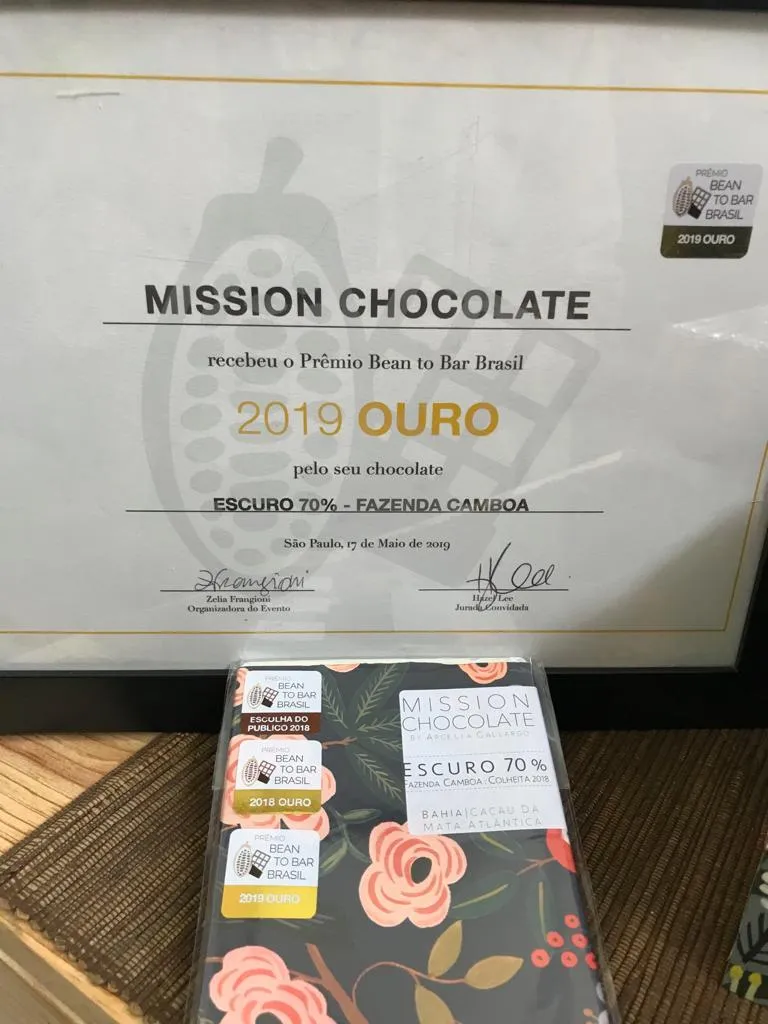 PRÊMIO
BEAN
TO BAR
BRASIL
2019 OURO
MISSION CHOCOLATE
recebeu o Prêmio Bean to Bar Brasil
2019 OURO
pelo seu chocolate
ESCURO 70% - FAZENDA CAMBOA
São Paulo, 17 de Maio de 2019
ZFrangioni
Zelia Frangioni
Organizadora do Evento
HLee
Hazel Lee
Jurada Convidada
PRÊMIO
BEAN
TO BAR
BRASIL
ESCOLHA DO
PUBLICO 2018
PRÊMIO
BEAN
TO BAR
BRASIL
2018 OURO
PRÊMIO
BEAN
TO BAR
BRASIL
2019 OURO
MISSION
CHOCOLATE
BY ARCELIA GALLARDO
ESCURO 70%
FAZENDA CAMBOA : COLHEITA 2018
BAHIA|CACAU DA
MATA ATLÂNTICA